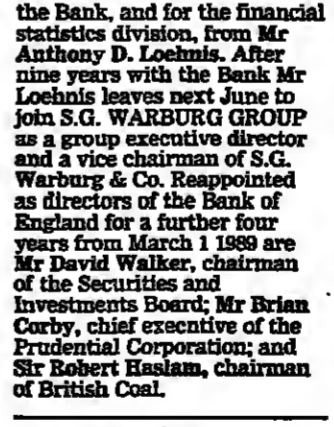 the Bank, and for the financial
statistics division, from Mr
Anthony D. Loehnis. After
nine years with the Bank Mr
Loehnis leaves next June to
join S.G. WARBURG GROUP
as a group executive director
and a vice chairman of S.G.
Warburg & Co. Reappointed
as directors of the Bank of
England for a further four
years from March 1 1989 are
Mr David Walker, chairman
of the Securities and
Investments Board; Mr Brian
Corby, chief executive of the
Prudential Corporation; and
Sir Robert Haslam, chairman
of British Coal.